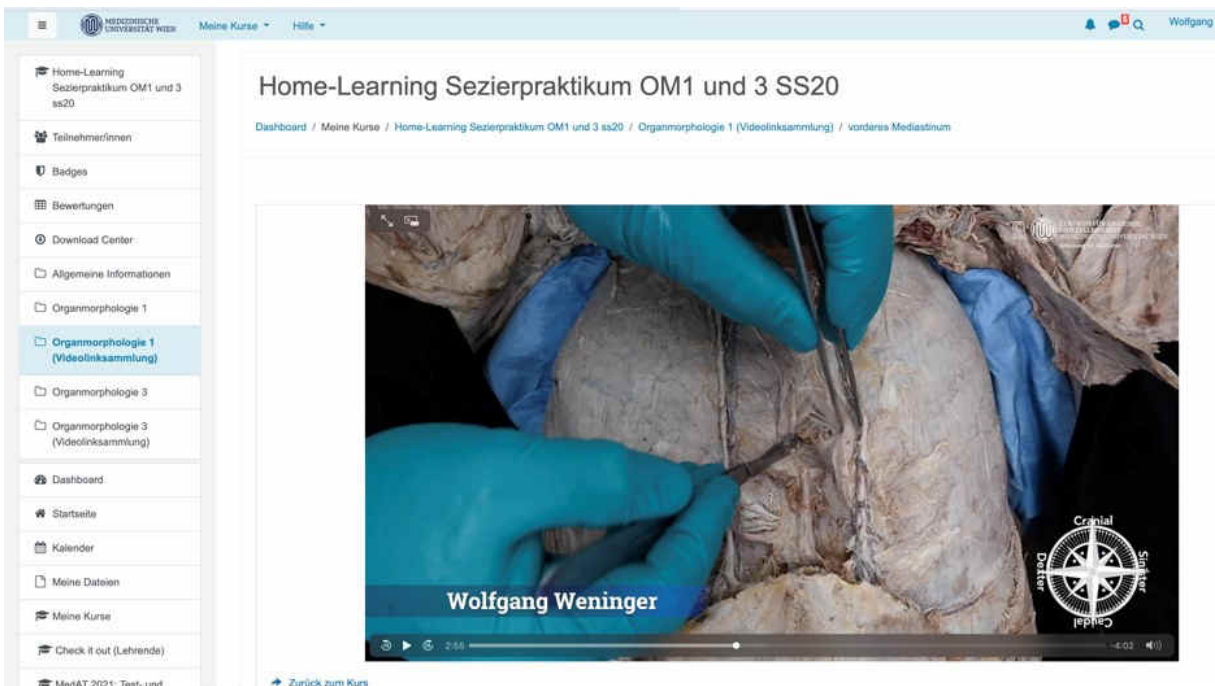 MEDIZINISCHE
UNIVERSITÄT WIEN
Meine Kurse
Hilfe
Wolfgang
Home-Learning
Sezierpraktikum OM1 und 3
ss20
Teilnehmer/innen
Badges
Bewertungen
Download Center
Allgemeine Informationen
Organmorphologie 1
Organmorphologie 1
(Videolinksammlung)
Organmorphologie 3
Organmorphologie 3
(Videolinksammlung)
Dashboard
Startseite
Kalender
Meine Dateien
Meine Kurse
Check it out (Lehrende)
MedAT 2021: Test- und
Home-Learning Sezierpraktikum OM1 und 3 SS20
Dashboard / Meine Kurse / Home-Learning Sezierpraktikum OM1 und 3 ss20 / Organmorphologie 1 (Videolinksammlung) / vorderes Mediastinum
Cranial
Dexter
Sinister
Caudal
Wolfgang Weninger
2:56
-4:02
Zurück zum Kurs